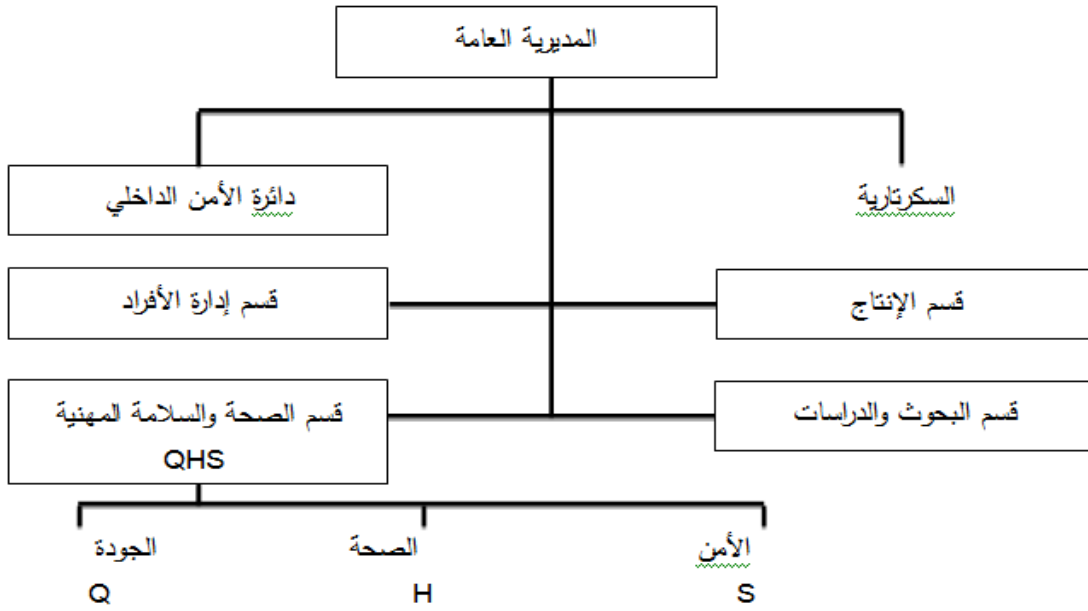 المديرية العامة
السكرتارية
دائرة الأمن الداخلي
قسم الإنتاج
قسم إدارة الأفراد
قسم البحوث والدراسات
قسم الصحة والسلامة المهنية
QHS
الأمن
الصحة
الجودة
S
H
Q